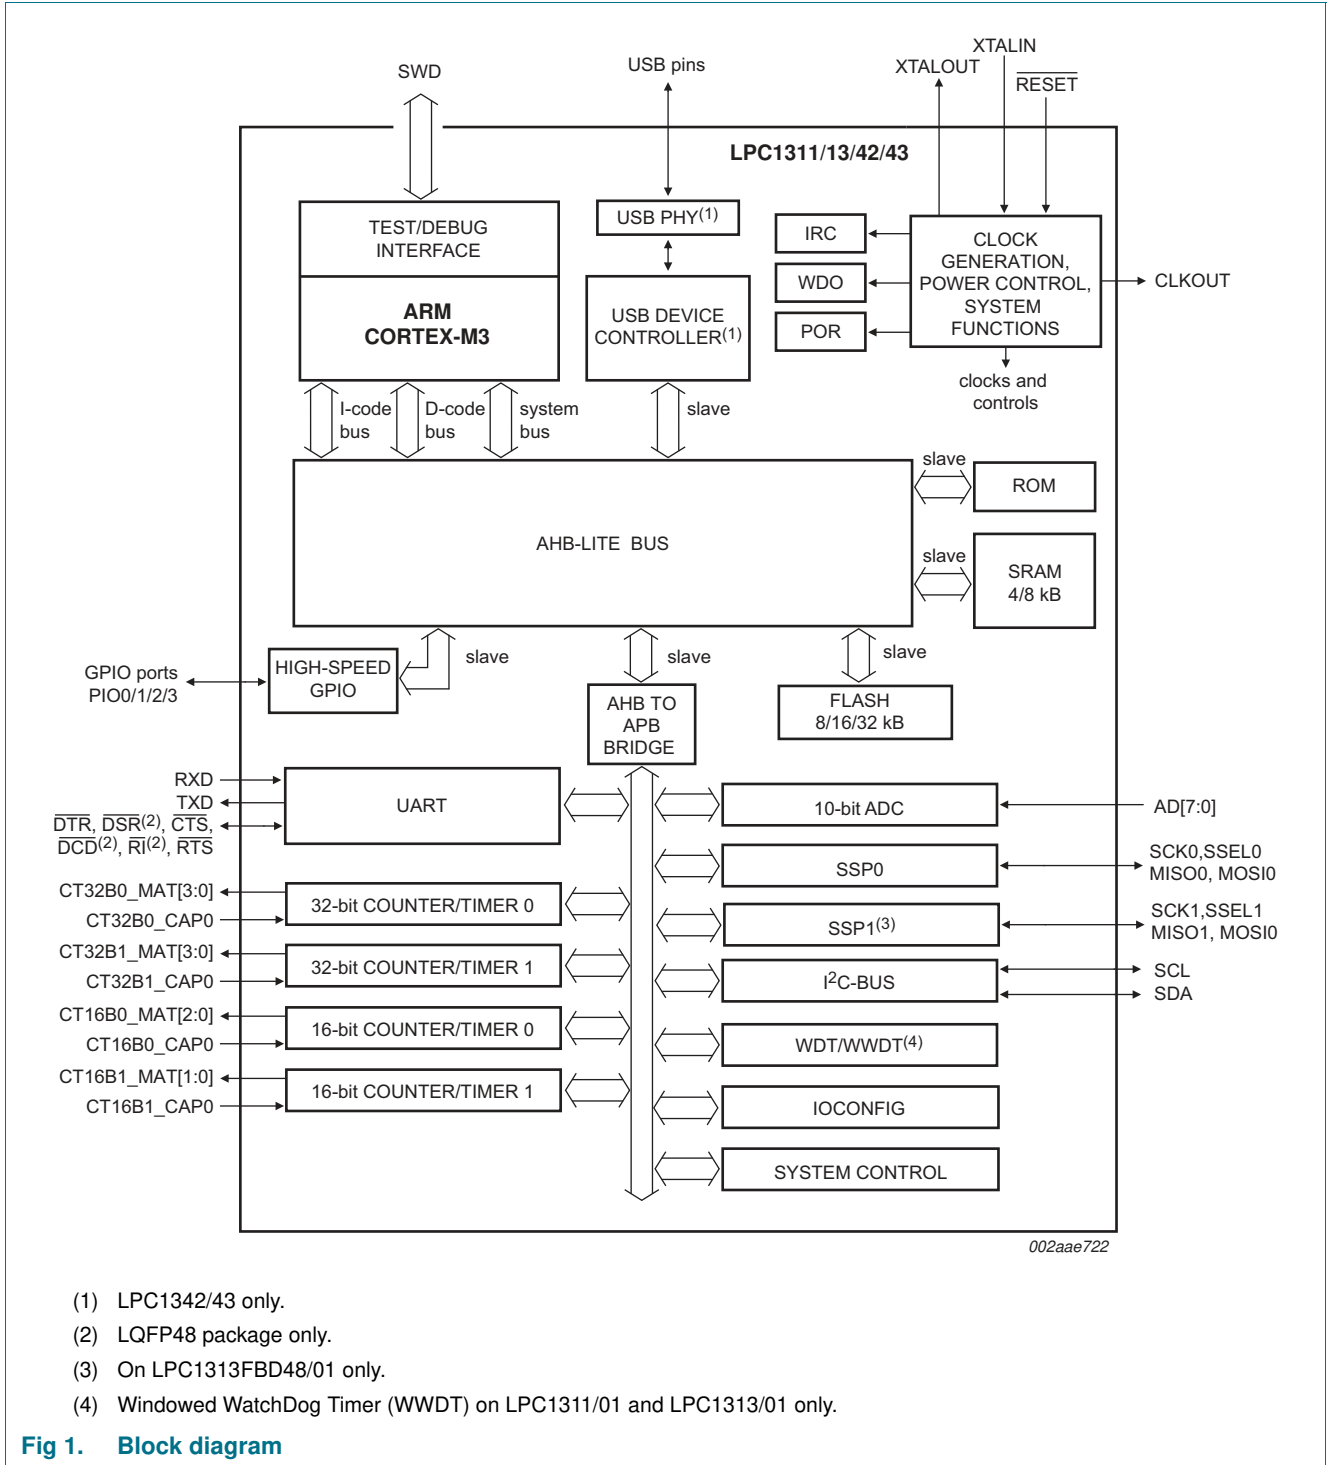 SWD
USB pins
XTALIN
XTALOUT
RESET
LPC1311/13/42/43
TEST/DEBUG
INTERFACE
ARM
CORTEX-M3
USB PHY(1)
USB DEVICE
CONTROLLER(1)
IRC
WDO
POR
CLOCK
GENERATION,
POWER CONTROL,
SYSTEM
FUNCTIONS
CLKOUT
clocks and
controls
I-code
bus
D-code
bus
system
bus
slave
AHB-LITE BUS
slave
ROM
slave
SRAM
4/8 kB
GPIO ports
PIO0/1/2/3
HIGH-SPEED
GPIO
slave
slave
slave
AHB TO
APB
BRIDGE
FLASH
8/16/32 kB
RXD
TXD
DTR, DSR(2), CTS,
DCD(2), RI(2), RTS
UART
10-bit ADC
AD[7:0]
SSP0
SCK0,SSEL0
MISO0, MOSI0
CT32B0_MAT[3:0]
CT32B0_CAP0
32-bit COUNTER/TIMER 0
SSP1(3)
SCK1,SSEL1
MISO1, MOSI0
CT32B1_MAT[3:0]
CT32B1_CAP0
32-bit COUNTER/TIMER 1
I2C-BUS
SCL
SDA
CT16B0_MAT[2:0]
CT16B0_CAP0
16-bit COUNTER/TIMER 0
WDT/WWDT(4)
CT16B1_MAT[1:0]
CT16B1_CAP0
16-bit COUNTER/TIMER 1
IOCONFIG
SYSTEM CONTROL
002aae722
(1) LPC1342/43 only.
(2) LQFP48 package only.
(3) On LPC1313FBD48/01 only.
(4) Windowed WatchDog Timer (WWDT) on LPC1311/01 and LPC1313/01 only.
Fig 1. Block diagram